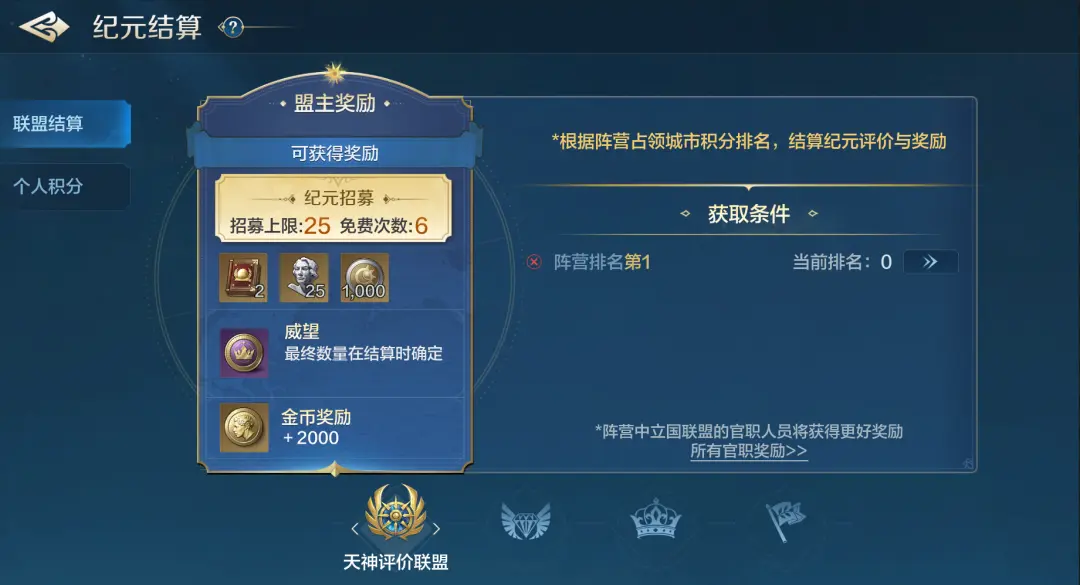 纪元结算 ?
联盟结算
个人积分
盟主奖励
可获得奖励
纪元招募
招募上限:25 免费次数:6
2
25
1,000
威望
最终数量在结算时确定
金币奖励
+2000
*根据阵营占领城市积分排名，结算纪元评价与奖励
获取条件
阵营排名第1 当前排名：0
*阵营中立国联盟的官职人员将获得更好奖励
所有官职奖励>>
天神评价联盟